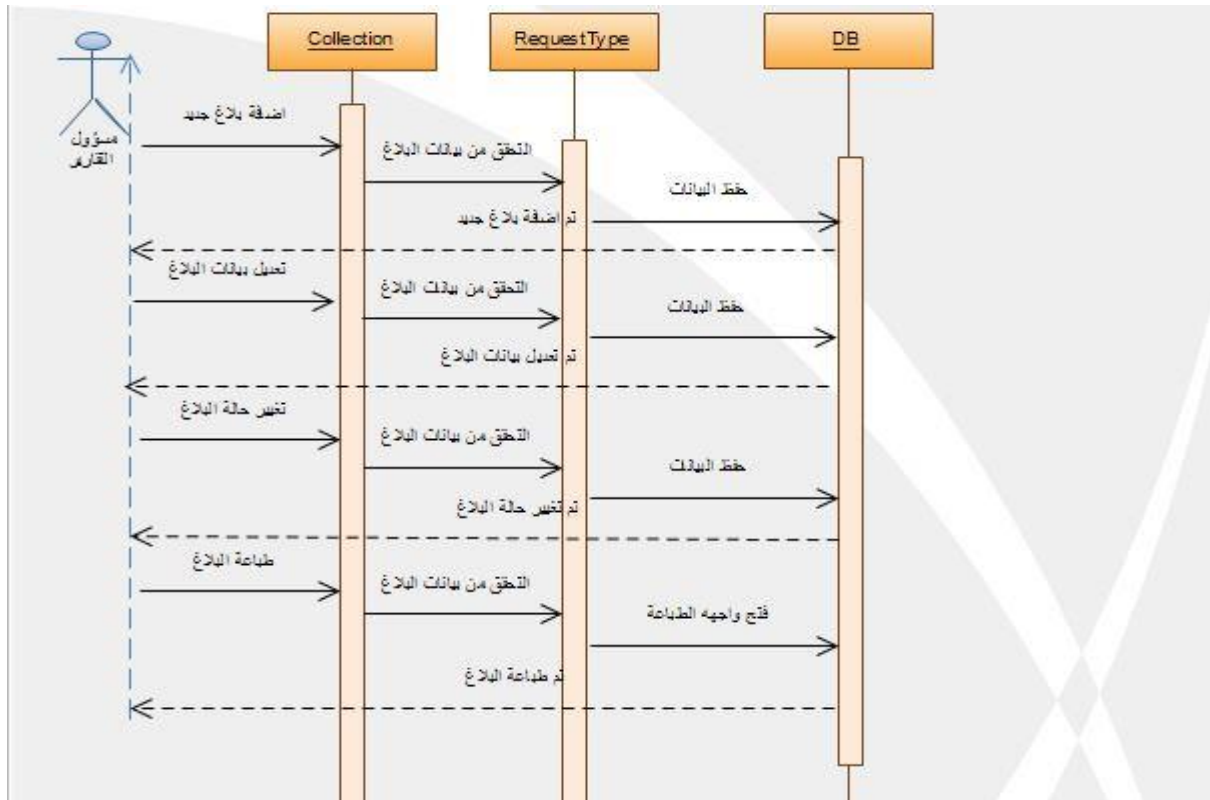 Collection
RequestType
DB
مسؤول
القارئ
اضافة بلاغ جديد
التحقق من بيانات البلاغ
حفظ البيانات
تم اضافة بلاغ جديد
تعديل بيانات البلاغ
التحقق من بيانات البلاغ
حفظ البيانات
تم تعديل بيانات البلاغ
تغيير حالة البلاغ
التحقق من بيانات البلاغ
حفظ البيانات
تم تغيير حالة البلاغ
طباعة البلاغ
التحقق من بيانات البلاغ
فتح واجهه الطباعة
تم طباعة البلاغ